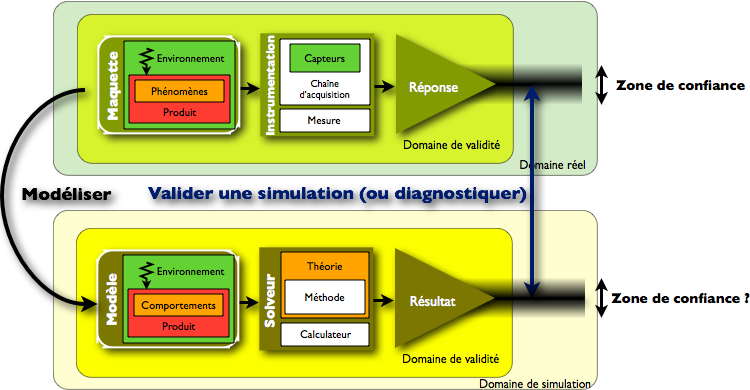 Maquette
Environnement
Phénomènes
Produit
Instrumentation
Capteurs
Chaîne
d'acquisition
Mesure
Réponse
Domaine de validité
Domaine réel
Zone de confiance
Modéliser
Valider une simulation (ou diagnostiquer)
Modèle
Environnement
Comportements
Produit
Solveur
Théorie
Méthode
Calculateur
Résultat
Domaine de validité
Domaine de simulation
Zone de confiance ?